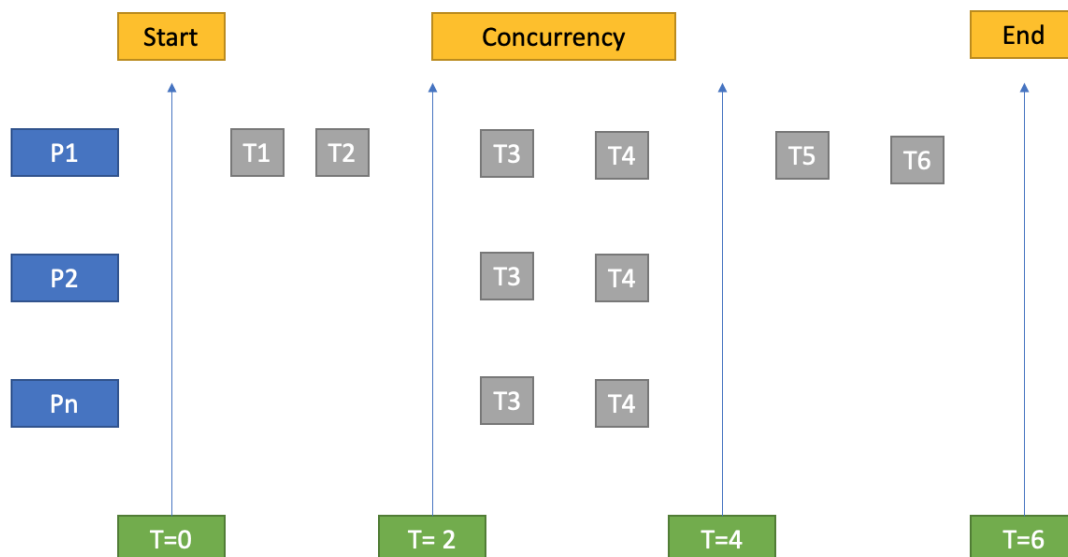 Start
Concurrency
End
P1
T1
T2
T3
T4
T5
T6
P2
T3
T4
Pn
T3
T4
T=0
T= 2
T=4
T=6